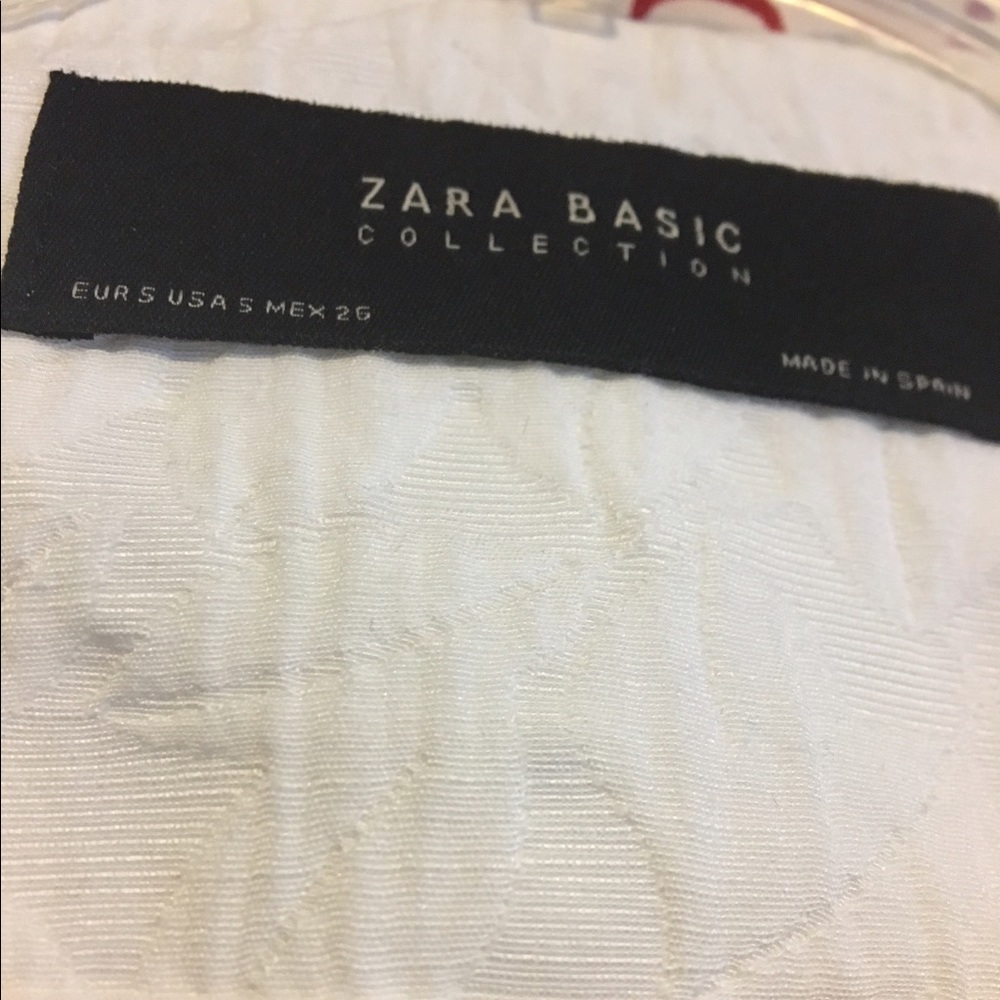 ZARA BASIC
COLLECTION
EUR S USA S MEX 26
MADE IN SPAIN